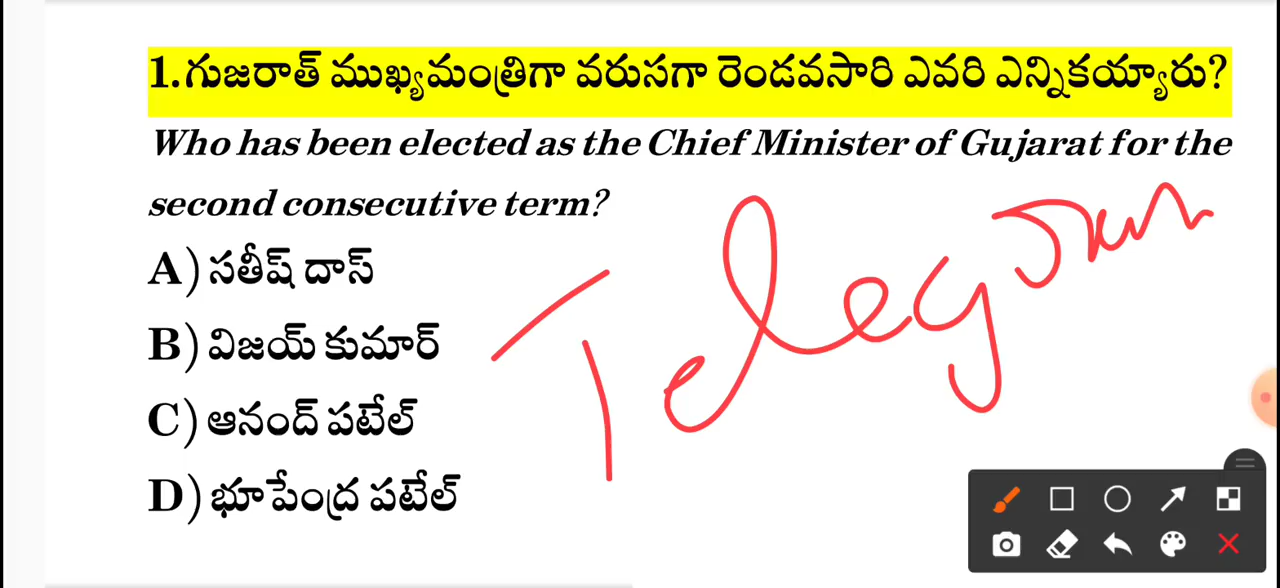 1.గుజరాత్ ముఖ్యమంత్రిగా వరుసగా రెండవసారి ఎవరి ఎన్నికయ్యారు?
Who has been elected as the Chief Minister of Gujarat for the
second consecutive term?
A) సతీష్ దాస్
B) విజయ్ కుమార్
C) ఆనంద్ పటేల్
D) భూపేంద్ర పటేల్
Telegram